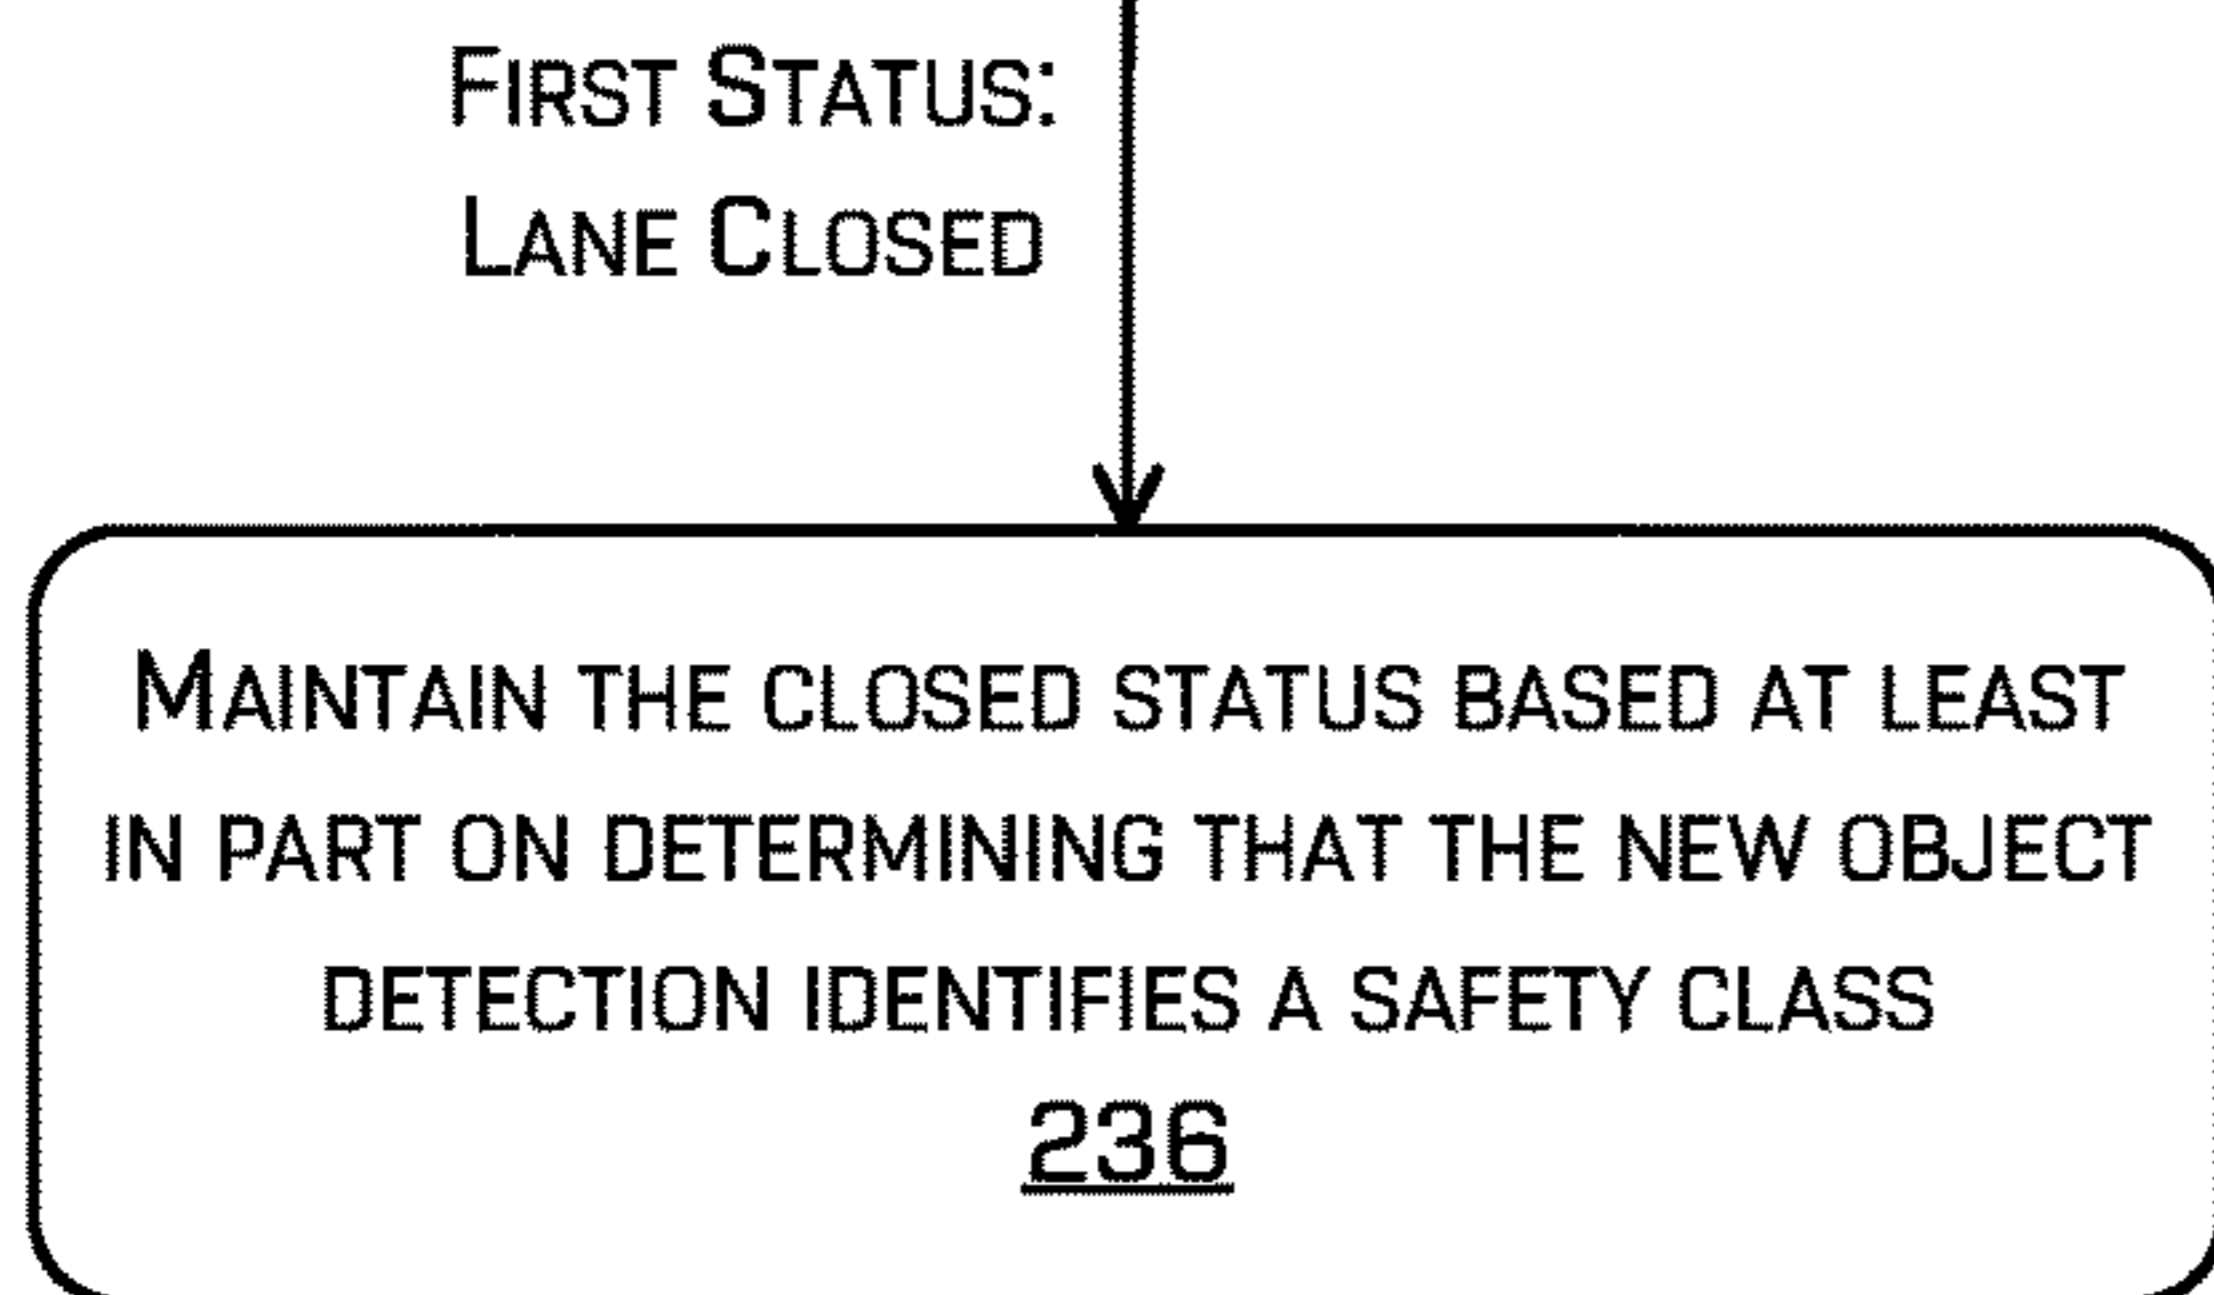 First Status:
Lane Closed
Maintain the closed status based at least
in part on determining that the new object
detection identifies a safety class
236